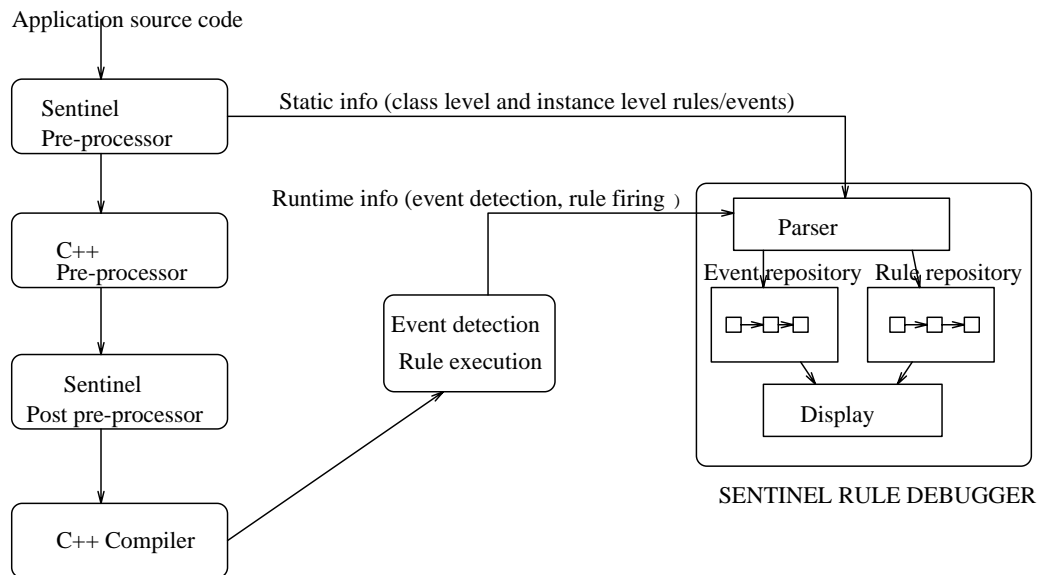 Application source code
Sentinel
Pre-processor
Static info (class level and instance level rules/events)
Runtime info (event detection, rule firing )
C++
Pre-processor
Parser
Event repository
Rule repository
Event detection
Rule execution
Sentinel
Post pre-processor
Display
SENTINEL RULE DEBUGGER
C++ Compiler